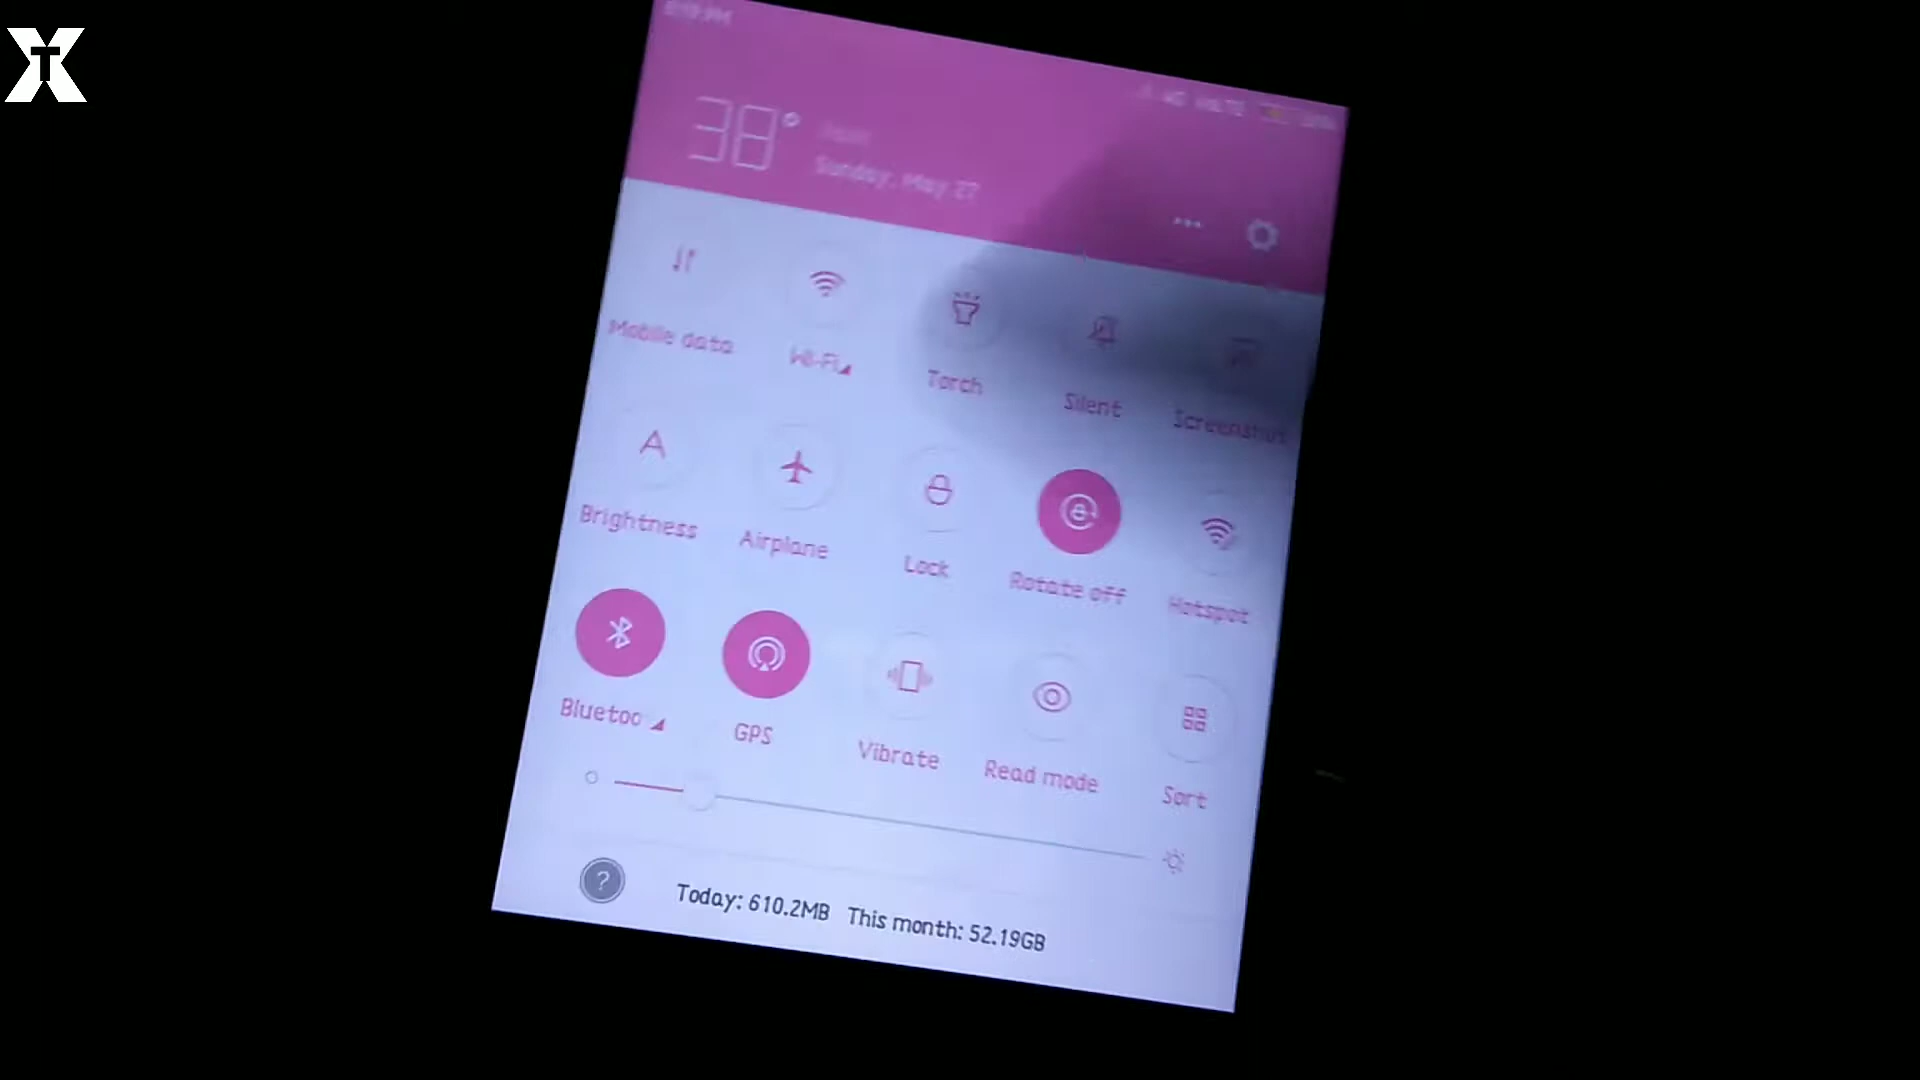 XT
38°
Sunday, May 27
Mobile data
Wi-Fi
Torch
Silent
Screenshot
Brightness
Airplane
Lock
Rotate off
Hotspot
Bluetoo
GPS
Vibrate
Read mode
Sort
Today: 610.2MB This month: 52.19GB